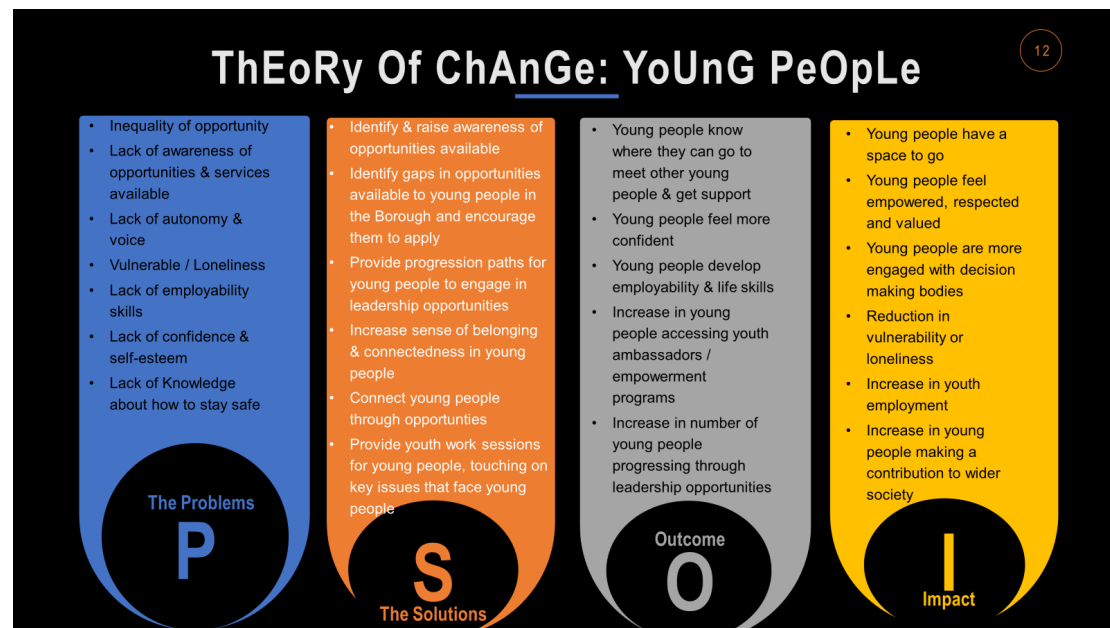 12
ThEoRy Of ChAnGe: YoUnG PeOpLe
• Inequality of opportunity
• Lack of awareness of
opportunities & services
available
• Lack of autonomy &
voice
• Vulnerable / Loneliness
• Lack of employability
skills
• Lack of confidence &
self-esteem
• Lack of Knowledge
about how to stay safe
The Problems
P
• Identify & raise awareness of
opportunities available
• Identify gaps in opportunities
available to young people in
the Borough and encourage
them to apply
• Provide progression paths for
young people to engage in
leadership opportunities
• Increase sense of belonging
& connectedness in young
people
• Connect young people
through opportunties
• Provide youth work sessions
for young people, touching on
key issues that face young
people
S
The Solutions
• Young people know
where they can go to
meet other young
people & get support
• Young people feel more
confident
• Young people develop
employability & life skills
• Increase in young
people accessing youth
ambassadors /
empowerment
programs
• Increase in number of
young people
progressing through
leadership opportunities
Outcome
O
• Young people have a
space to go
• Young people feel
empowered, respected
and valued
• Young people are more
engaged with decision
making bodies
• Reduction in
vulnerability or
loneliness
• Increase in youth
employment
• Increase in young
people making a
contribution to wider
society
I
Impact